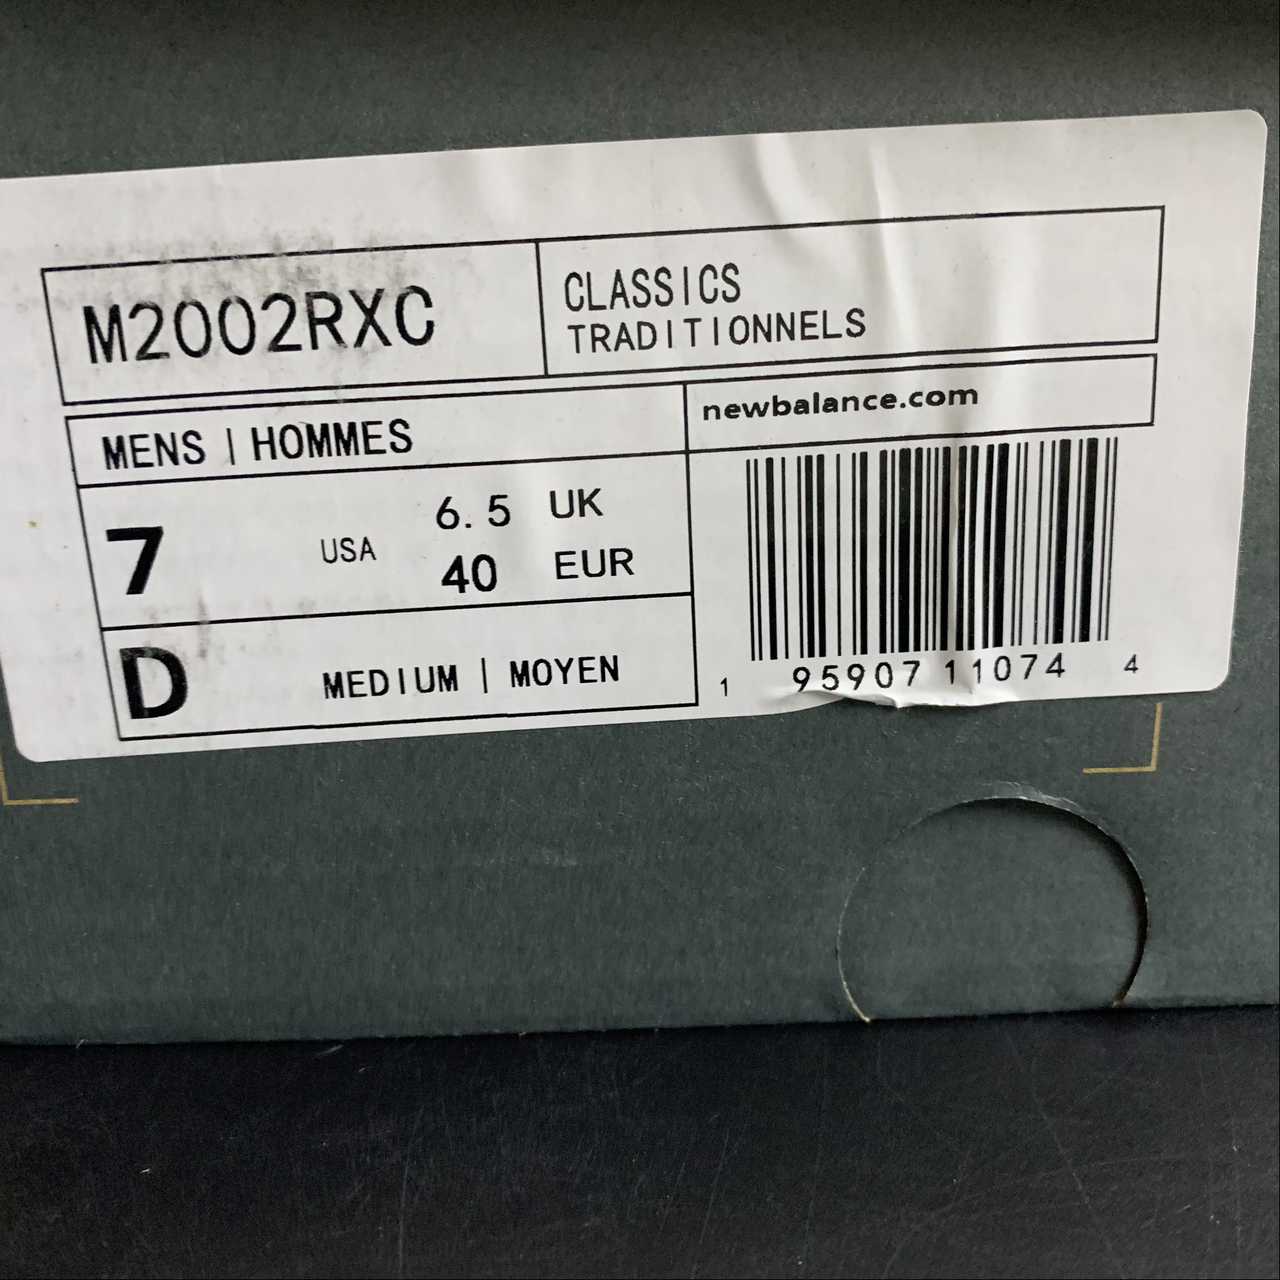 M2002RXC
CLASSICS
TRADITIONNELS
MENS | HOMMES
newbalance.com
7 USA 6.5 UK
40 EUR
D MEDIUM | MOYEN
1 95907 11074 4